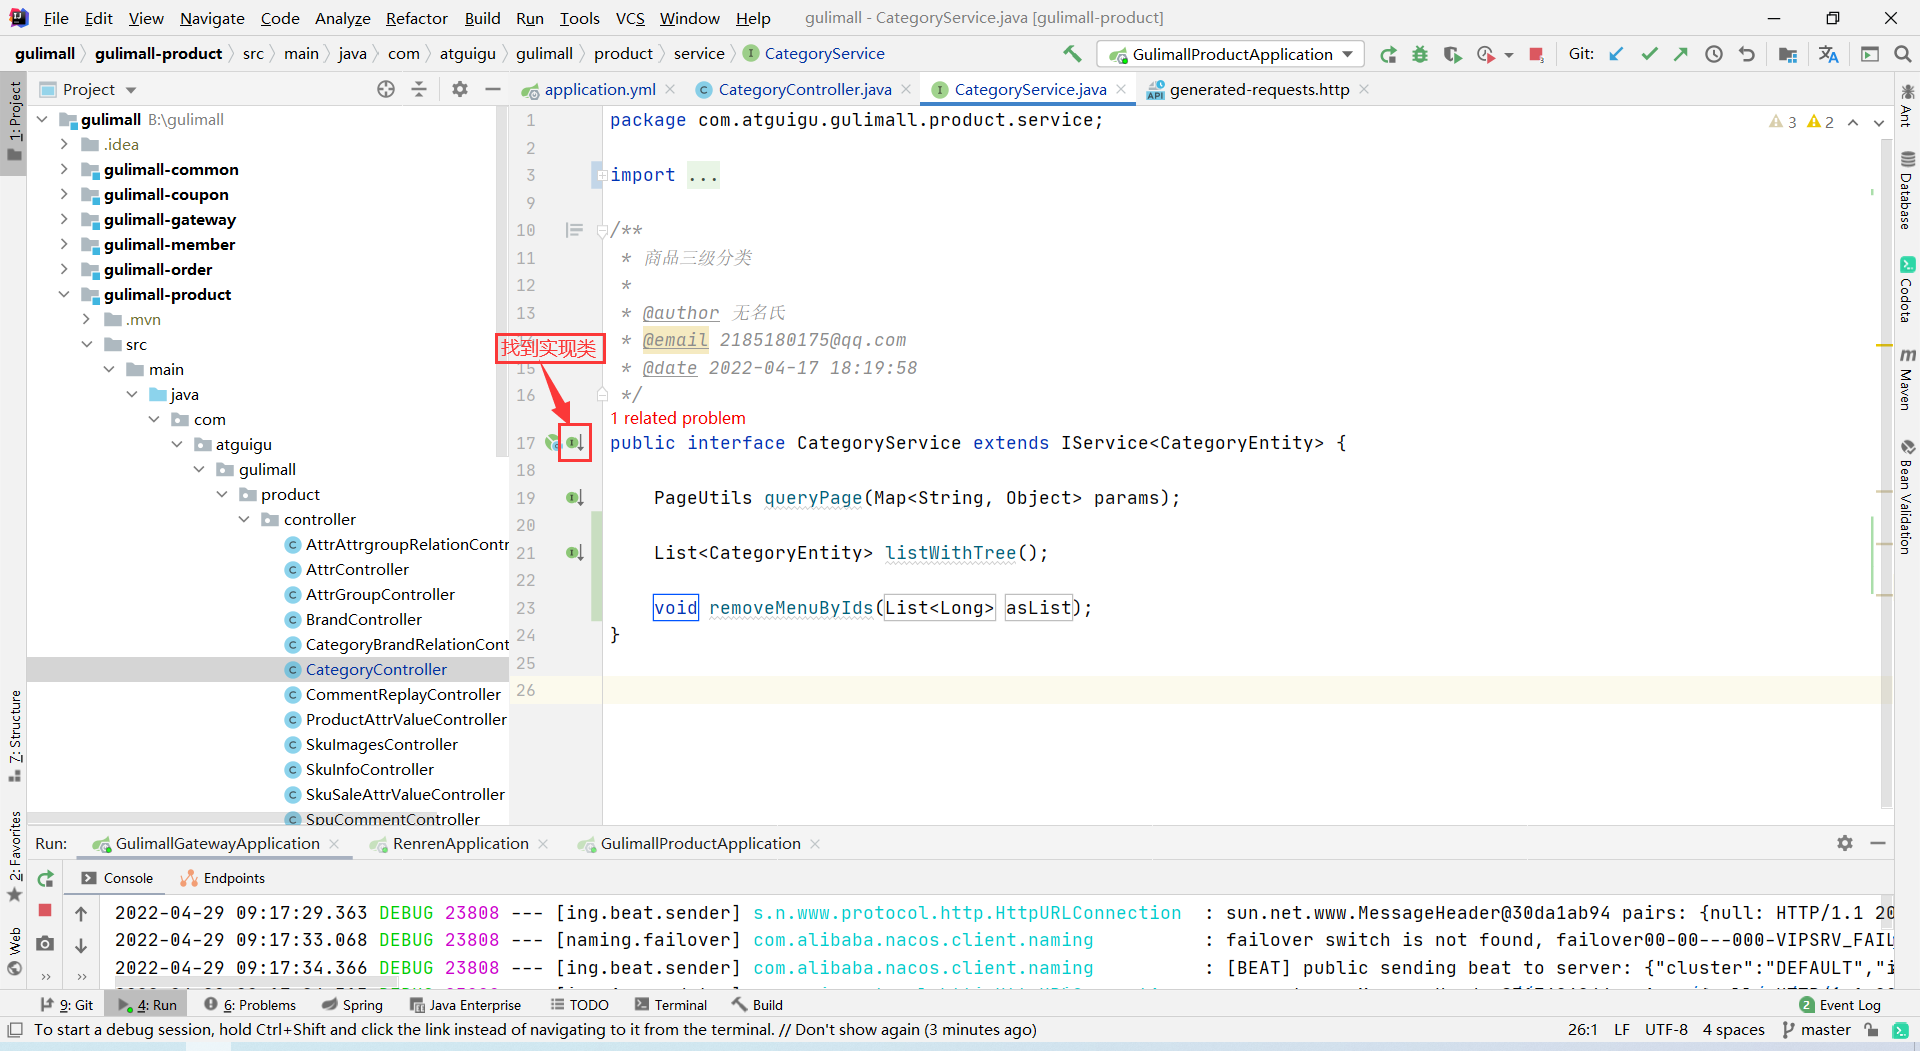 File Edit View Navigate Code Analyze Refactor Build Run Tools VCS Window Help gulimall - CategoryService.java [gulimall-product]
gulimall gulimall-product src main java com atguigu gulimall product service CategoryService GulimallProductApplication Git:
Project application.yml CategoryController.java CategoryService.java generated-requests.http
1: Project
7: Structure
2: Favorites
Web
gulimall B:\gulimall
.idea
gulimall-common
gulimall-coupon
gulimall-gateway
gulimall-member
gulimall-order
gulimall-product
.mvn
src
main
java
com
atguigu
gulimall
product
controller
AttrAttrgroupRelationContr
AttrController
AttrGroupController
BrandController
CategoryBrandRelationCont
CategoryController
CommentReplayController
ProductAttrValueController
SkuImagesController
SkuInfoController
SkuSaleAttrValueController
SpuCommentController
3 2
1 package com.atguigu.gulimall.product.service;
2
3 import ...
9
10 /**
11 * 商品三级分类
12 *
13 * @author 无名氏
* @email 2185180175@qq.com
找到实现类
15 * @date 2022-04-17 18:19:58
16 */
1 related problem
17 public interface CategoryService extends IService<CategoryEntity> {
18
19 PageUtils queryPage(Map<String, Object> params);
20
21 List<CategoryEntity> listWithTree();
22
23 void removeMenuByIds(List<Long> asList);
24 }
25
26
Ant
Database
Codota
Maven
Bean Validation
Run: GulimallGatewayApplication RenrenApplication GulimallProductApplication
Console Endpoints
2022-04-29 09:17:29.363 DEBUG 23808 --- [ing.beat.sender] s.n.www.protocol.http.HttpURLConnection : sun.net.www.MessageHeader@30da1ab94 pairs: {null: HTTP/1.1 20
2022-04-29 09:17:33.068 DEBUG 23808 --- [naming.failover] com.alibaba.nacos.client.naming : failover switch is not found, failover00-00---000-VIPSRV_FAIL
2022-04-29 09:17:34.366 DEBUG 23808 --- [ing.beat.sender] com.alibaba.nacos.client.naming : [BEAT] public sending beat to server: {"cluster":"DEFAULT","i
9: Git 4: Run 6: Problems Spring Java Enterprise TODO Terminal Build 2 Event Log
To start a debug session, hold Ctrl+Shift and click the link instead of navigating to it from the terminal. // Don't show again (3 minutes ago) 26:1 LF UTF-8 4 spaces master